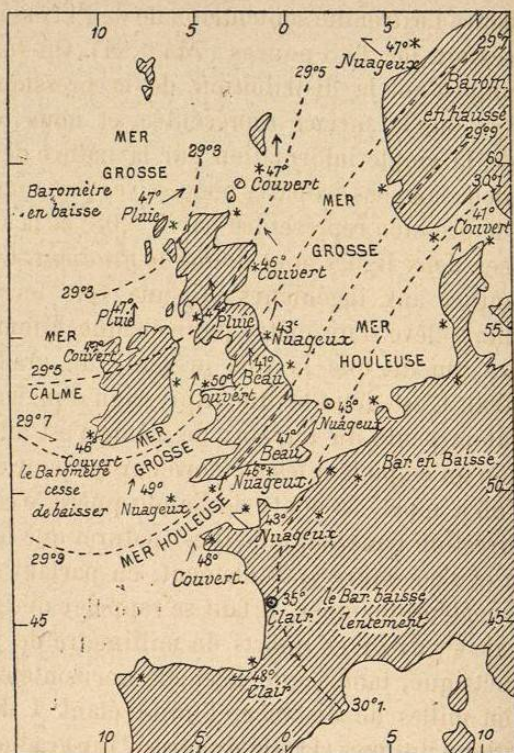 10 5 0 5
47° Nuageux
29°7
Barom.
en hausse
29°5
29°9
60
30°1
41°
Couvert
29°3
MER
GROSSE
47°
Couvert
Baromètre
en baisse
47°
Pluie
MER
GROSSE
46°
Couvert
29°3
47°
Pluie
Pluie
43°
Nuageux
MER
HOULEUSE
55
MER
Couvert
29°5
CALME
41°
Beau
50°
Couvert
29°7
46°
Couvert
MER
GROSSE
43°
Nuageux
41°
Beau
Bar en Baisse
le Baromètre
cesse
de baisser
49°
Nuageux
46°
Nuageux
50
MER HOULEUSE
43°
Nuageux
29°9
48°
Couvert.
35°
Clair
le Bar. baisse
lentement
45
45
48°
Clair
30°1.
10 5 0 5